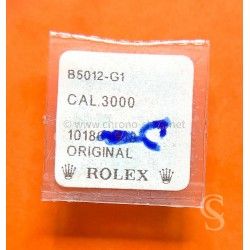 B5012-G1
CAL.3000
ORIGINAL
ROLEX